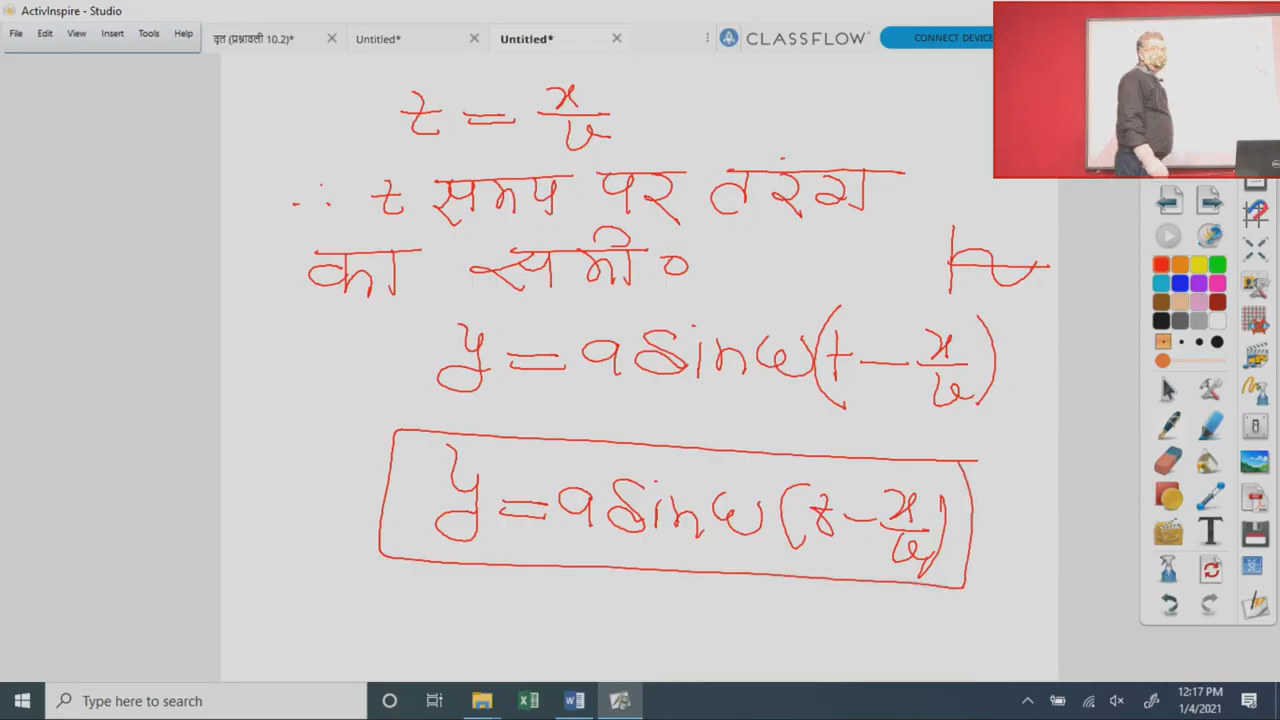 ActivInspire - Studio
File Edit View Insert Tools Help
वृत (प्रश्नावली 10.2)* Untitled* Untitled* CLASSFLOW CONNECT DEVICE
t = x/v
∴ t समय पर तरंग
का समी०
y = a sin ω (t - x/v)
y = a sin ω (t - x/v)
Type here to search
12:17 PM
1/4/2021